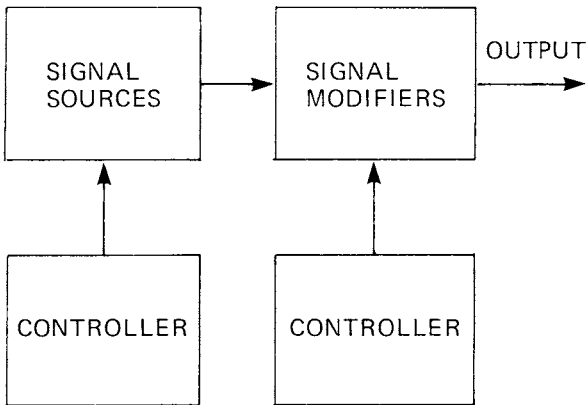 SIGNAL
SOURCES
SIGNAL
MODIFIERS
OUTPUT
CONTROLLER
CONTROLLER